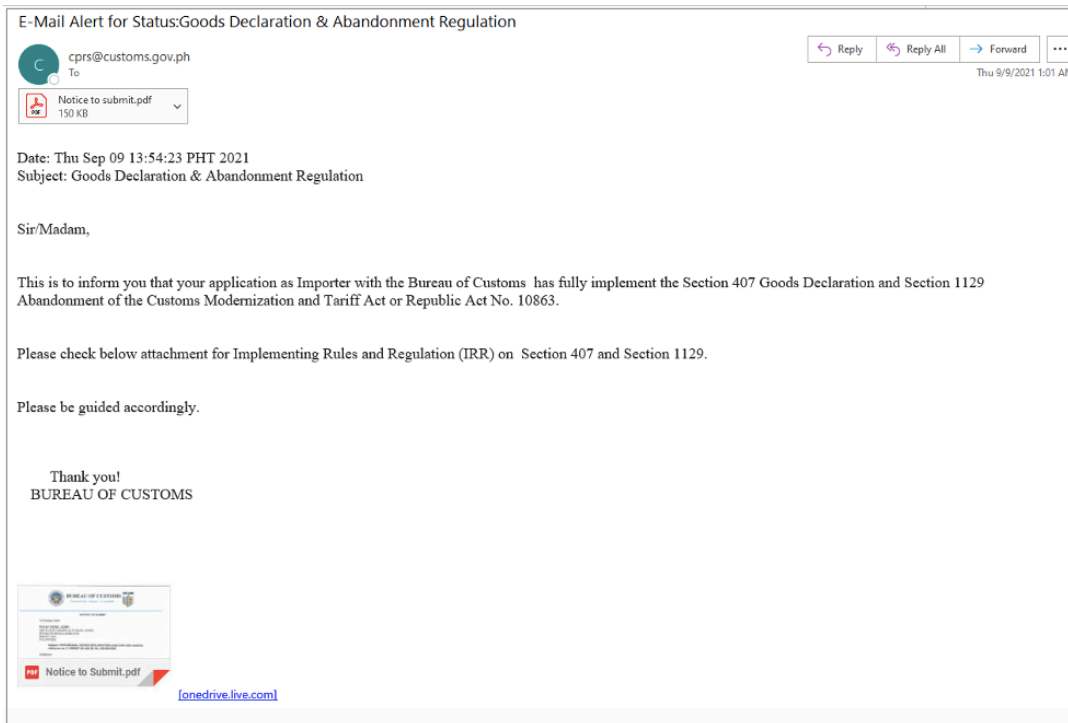 E-Mail Alert for Status:Goods Declaration & Abandonment Regulation
C
cprs@customs.gov.ph
To
Reply
Reply All
Forward
Thu 9/9/2021 1:01 AM
PDF
Notice to submit.pdf
150 KB
Date: Thu Sep 09 13:54:23 PHT 2021
Subject: Goods Declaration & Abandonment Regulation
Sir/Madam,
This is to inform you that your application as Importer with the Bureau of Customs  has fully implement the Section 407 Goods Declaration and Section 1129
Abandonment of the Customs Modernization and Tariff Act or Republic Act No. 10863.
Please check below attachment for Implementing Rules and Regulation (IRR) on  Section 407 and Section 1129.
Please be guided accordingly.
Thank you!
BUREAU OF CUSTOMS
BUREAU OF CUSTOMS
PDF Notice to Submit.pdf
[onedrive.live.com]